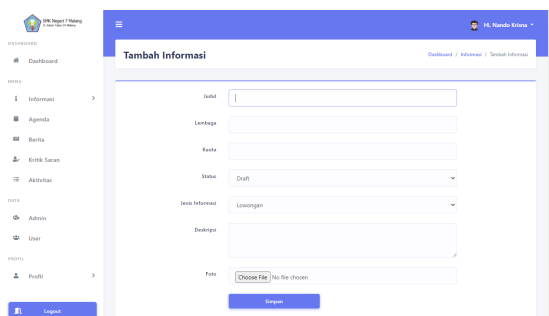 SMK Negeri 7 Malang
Hi, Nando Krisna
DASHBOARD
Dashboard
MENU
Informasi
Agenda
Berita
Kritik Saran
Aktivitas
DATA
Admin
User
PROFIL
Profil
Logout
Tambah Informasi
Dashboard / Informasi / Tambah Informasi
Judul
Lembaga
Kuota
Status
Draft
Jenis Informasi
Lowongan
Deskripsi
Foto
Choose File No file chosen
Simpan